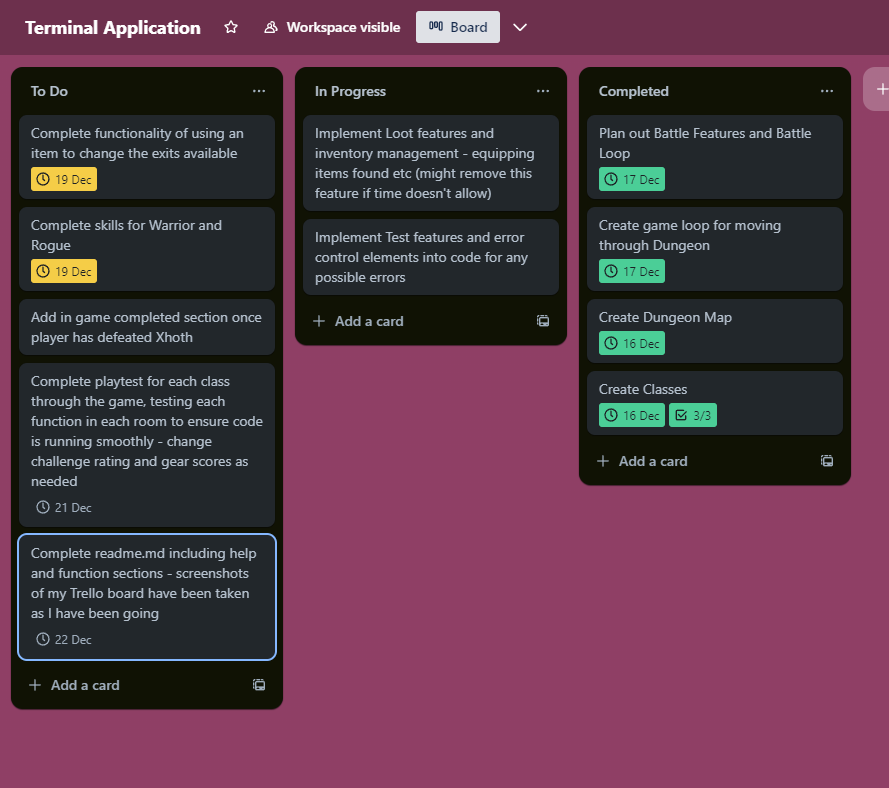 Terminal Application
Workspace visible
Board
To Do
Complete functionality of using an
item to change the exits available
19 Dec
Complete skills for Warrior and
Rogue
19 Dec
Add in game completed section once
player has defeated Xhoth
Complete playtest for each class
through the game, testing each
function in each room to ensure code
is running smoothly - change
challenge rating and gear scores as
needed
21 Dec
Complete readme.md including help
and function sections - screenshots
of my Trello board have been taken
as I have been going
22 Dec
+ Add a card
In Progress
Implement Loot features and
inventory management - equipping
items found etc (might remove this
feature if time doesn't allow)
Implement Test features and error
control elements into code for any
possible errors
+ Add a card
Completed
Plan out Battle Features and Battle
Loop
17 Dec
Create game loop for moving
through Dungeon
17 Dec
Create Dungeon Map
16 Dec
Create Classes
16 Dec 3/3
+ Add a card